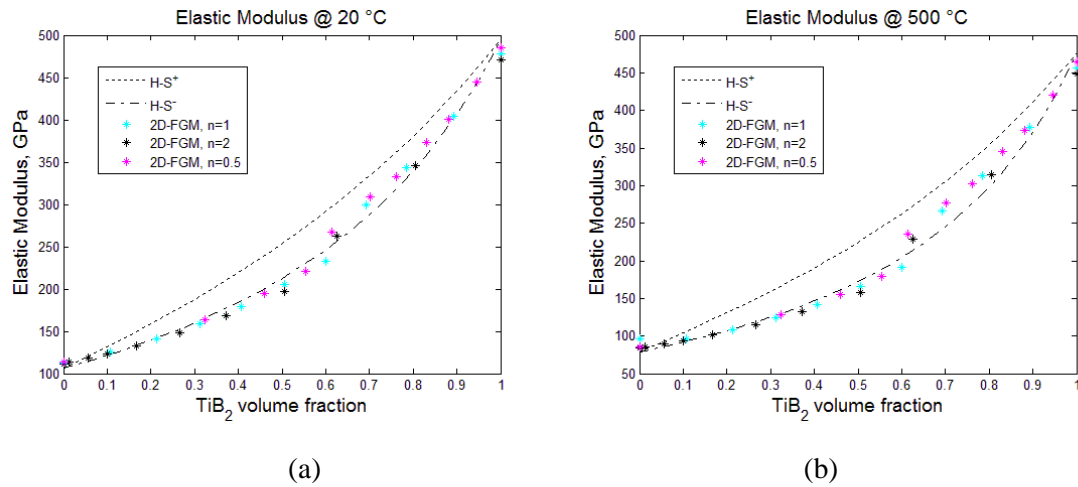 Elastic Modulus @ 20 °C
500
450
400
350
300
250
200
150
100
0
0.1
0.2
0.3
0.4
0.5
0.6
0.7
0.8
0.9
1
Elastic Modulus, GPa
TiB2 volume fraction
H-S+
H-S-
2D-FGM, n=1
2D-FGM, n=2
2D-FGM, n=0.5
(a)
Elastic Modulus @ 500 °C
500
450
400
350
300
250
200
150
100
50
0
0.1
0.2
0.3
0.4
0.5
0.6
0.7
0.8
0.9
1
Elastic Modulus, GPa
TiB2 volume fraction
H-S+
H-S-
2D-FGM, n=1
2D-FGM, n=2
2D-FGM, n=0.5
(b)